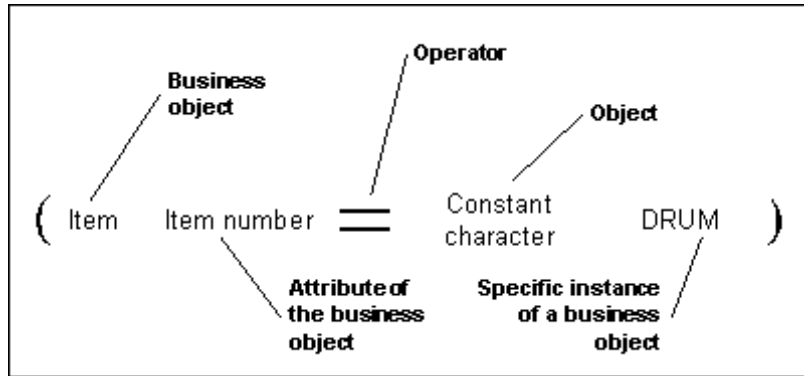 Operator
Business
object
Object
( Item Item number = Constant
character DRUM )
Attribute of
the business
object
Specific instance
of a business
object